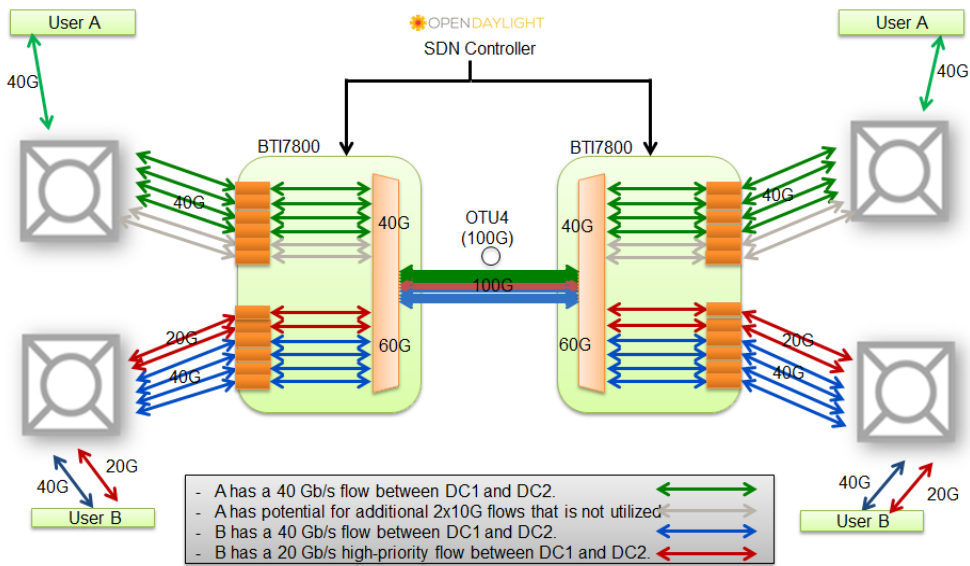 User A
OPENDAYLIGHT
SDN Controller
User A
40G
40G
BTI7800
BTI7800
40G
40G
OTU4
(100G)
40G
40G
100G
20G
40G
60G
60G
20G
40G
40G
20G
40G
20G
User B
User B
- A has a 40 Gb/s flow between DC1 and DC2.
- A has potential for additional 2x10G flows that is not utilized
- B has a 40 Gb/s flow between DC1 and DC2.
- B has a 20 Gb/s high-priority flow between DC1 and DC2.